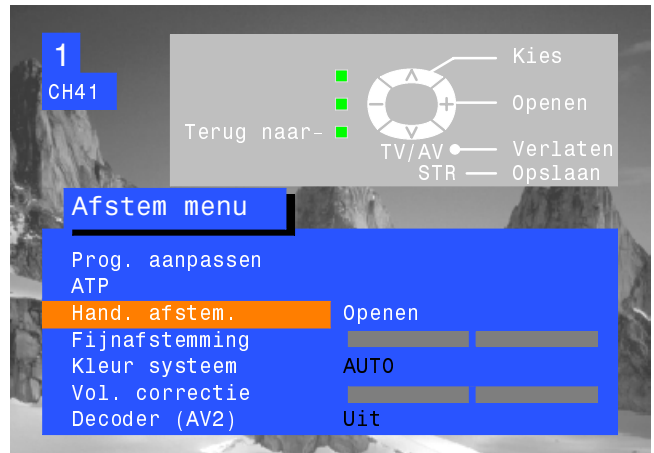 1
CH41
Kies
Openen
Terug naar-
TV/AV Verlaten
STR Opslaan
Afstem menu
Prog. aanpassen
ATP
Hand. afstem. Openen
Fijnafstemming
Kleur systeem AUTO
Vol. correctie
Decoder (AV2) Uit